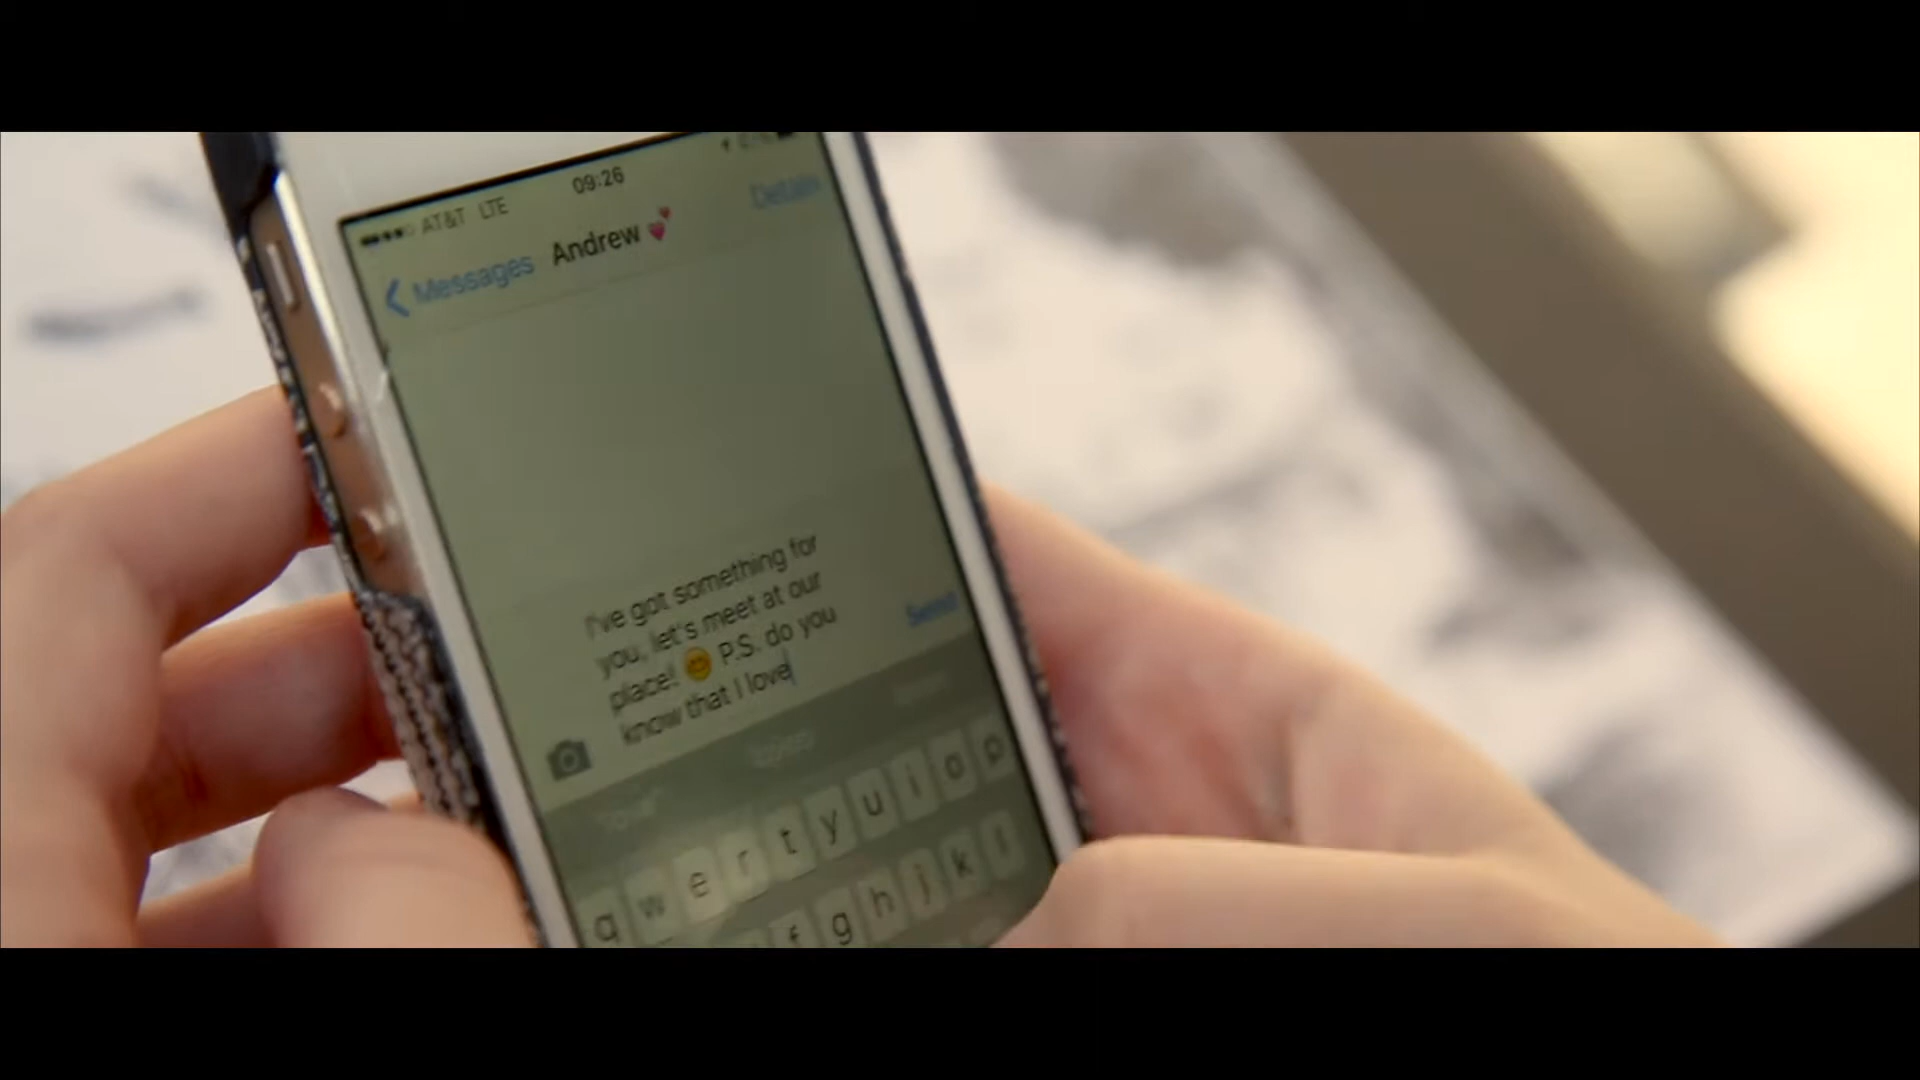 AT&T LTE 09:26
Messages Andrew 💕 Details
I've got something for
you, let's meet at our
place! 😊 P.S. do you
know that I love
Send
q w e r t y u i o p
f g h j k l